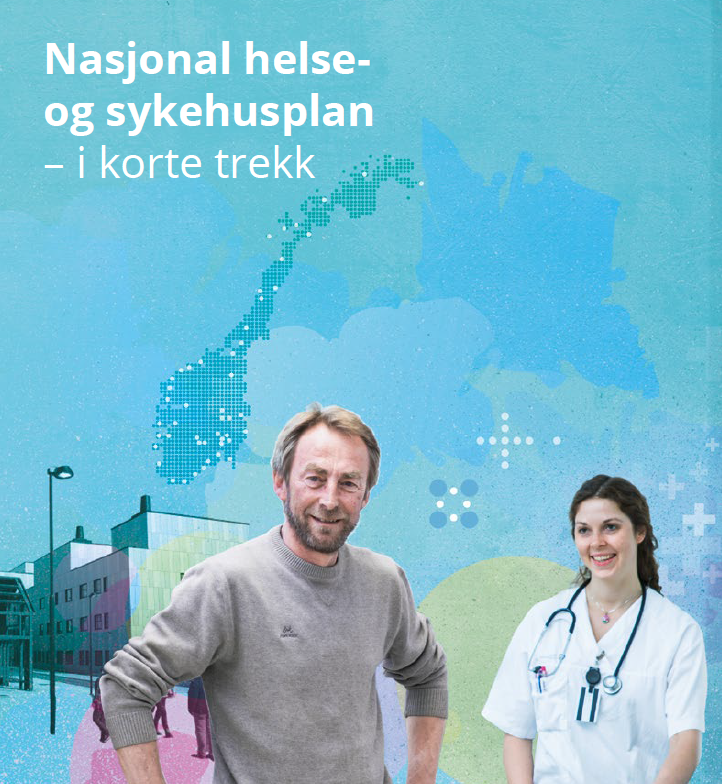 Nasjonal helse-
og sykehusplan
– i korte trekk